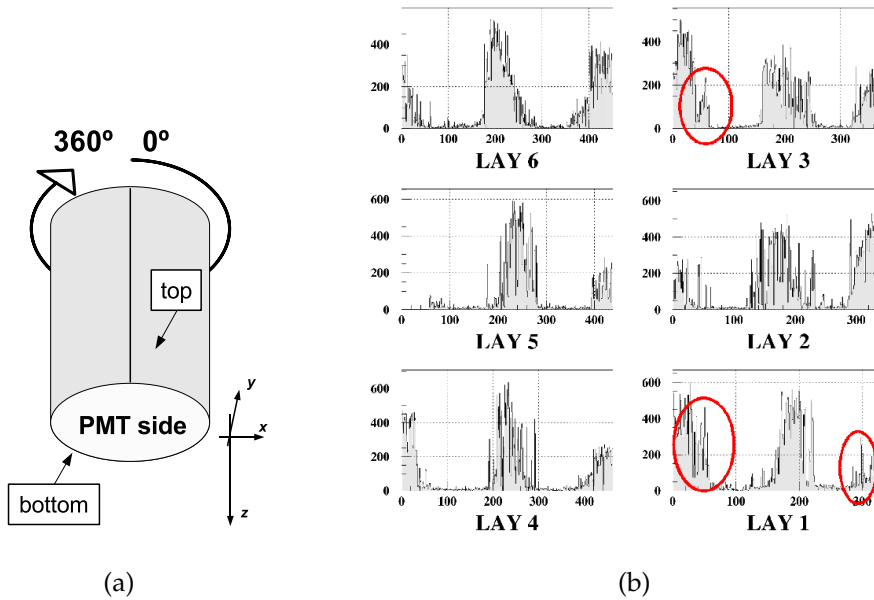 360º 0º
top
y
PMT side
x
bottom
z
(a)
400
200
0
0 100 200 300 400
LAY 6
400
200
0
0 100 200 300
LAY 3
600
400
200
0
0 100 200 300 400
LAY 5
600
400
200
0
0 100 200 300
LAY 2
600
400
200
0
0 100 200 300 400
LAY 4
600
400
200
0
0 100 200 300
LAY 1
(b)